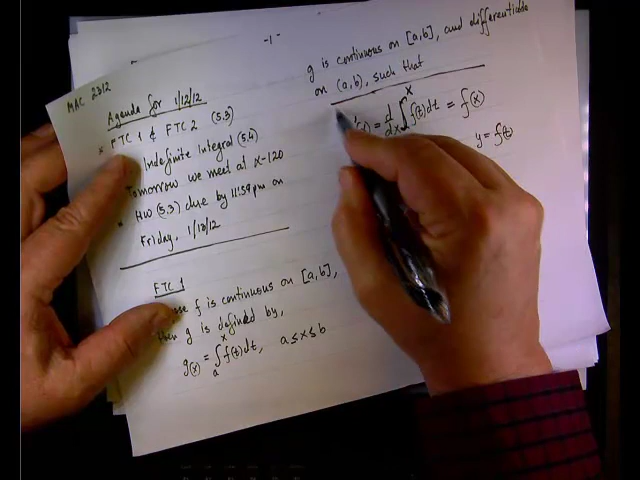 -1-
MAC 2312
Agenda for 1/12/12
* FTC 1 & FTC 2 (5.3)
Indefinite Integral (5.4)
Tomorrow we meet at X-120
* HW (5.3) due by 11:59pm on
Friday, 1/13/12
FTC 1
f is continuous on [a,b],
then g is defined by,
g(x) = ∫ₐˣ f(t)dt, a ≤ x ≤ b
g is continuous on [a,b], and differentiable
on (a,b), such that
(x) = d/dx ∫ˣ f(t)dt = f(x)
y = f(t)